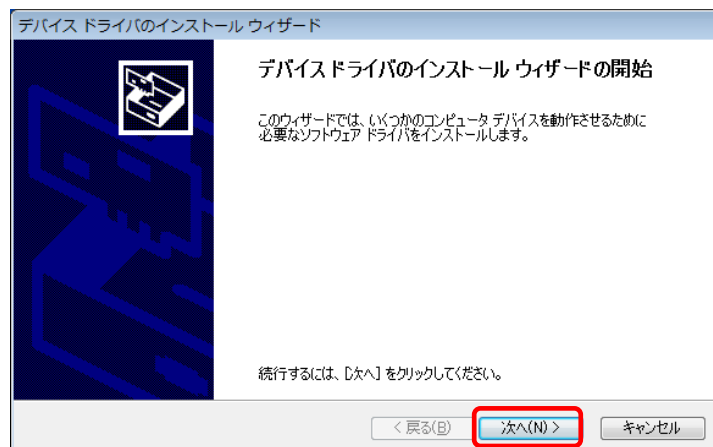 デバイス ドライバのインストール ウィザード
デバイス ドライバのインストール ウィザードの開始
このウィザードでは、いくつかのコンピュータ デバイスを動作させるために
必要なソフトウェア ドライバをインストールします。
続行するには、[次へ] をクリックしてください。
< 戻る(B) 次へ(N) > キャンセル